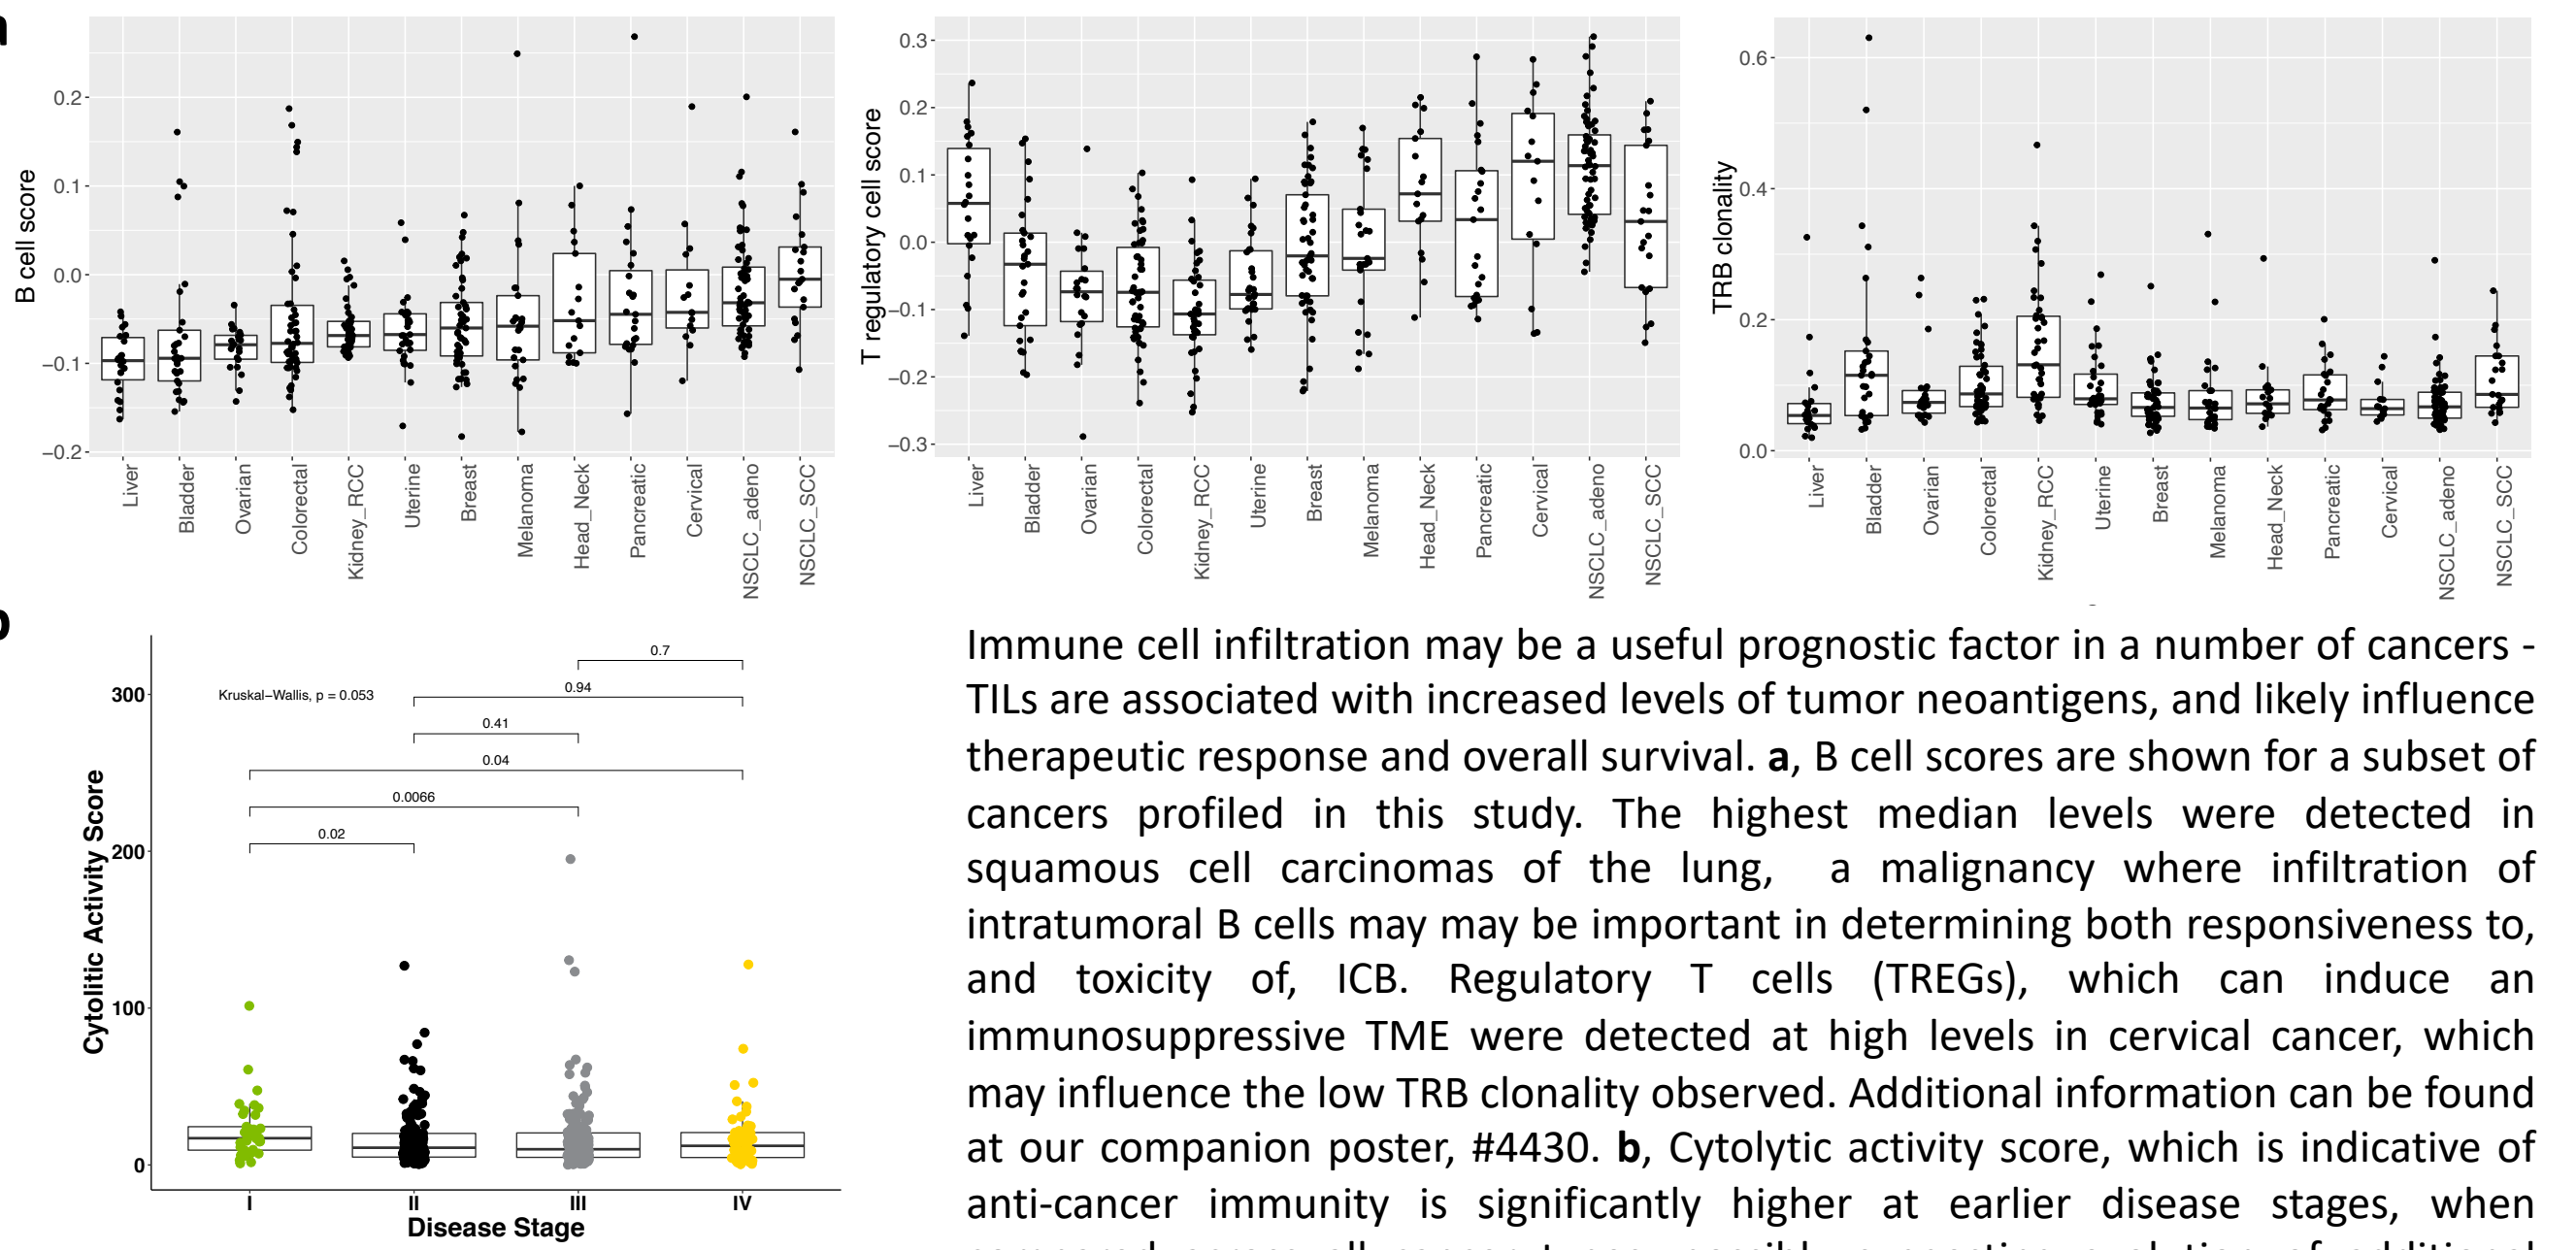 a
B cell score
0.2
0.1
0.0
−0.1
−0.2
Liver
Bladder
Ovarian
Colorectal
Kidney_RCC
Uterine
Breast
Melanoma
Head_Neck
Pancreatic
Cervical
NSCLC_adeno
NSCLC_SCC
T regulatory cell score
0.3
0.2
0.1
0.0
−0.1
−0.2
−0.3
Liver
Bladder
Ovarian
Colorectal
Kidney_RCC
Uterine
Breast
Melanoma
Head_Neck
Pancreatic
Cervical
NSCLC_adeno
NSCLC_SCC
TRB clonality
0.6
0.4
0.2
0.0
Liver
Bladder
Ovarian
Colorectal
Kidney_RCC
Uterine
Breast
Melanoma
Head_Neck
Pancreatic
Cervical
NSCLC_adeno
NSCLC_SCC
b
Cytolitic Activity Score
300
200
100
0
Kruskal−Wallis, p = 0.053
0.7
0.94
0.41
0.04
0.0066
0.02
I
II
III
IV
Disease Stage
Immune cell infiltration may be a useful prognostic factor in a number of cancers -
TILs are associated with increased levels of tumor neoantigens, and likely influence
therapeutic response and overall survival. a, B cell scores are shown for a subset of
cancers profiled in this study. The highest median levels were detected in
squamous cell carcinomas of the lung, a malignancy where infiltration of
intratumoral B cells may may be important in determining both responsiveness to,
and toxicity of, ICB. Regulatory T cells (TREGs), which can induce an
immunosuppressive TME were detected at high levels in cervical cancer, which
may influence the low TRB clonality observed. Additional information can be found
at our companion poster, #4430. b, Cytolytic activity score, which is indicative of
anti-cancer immunity is significantly higher at earlier disease stages, when